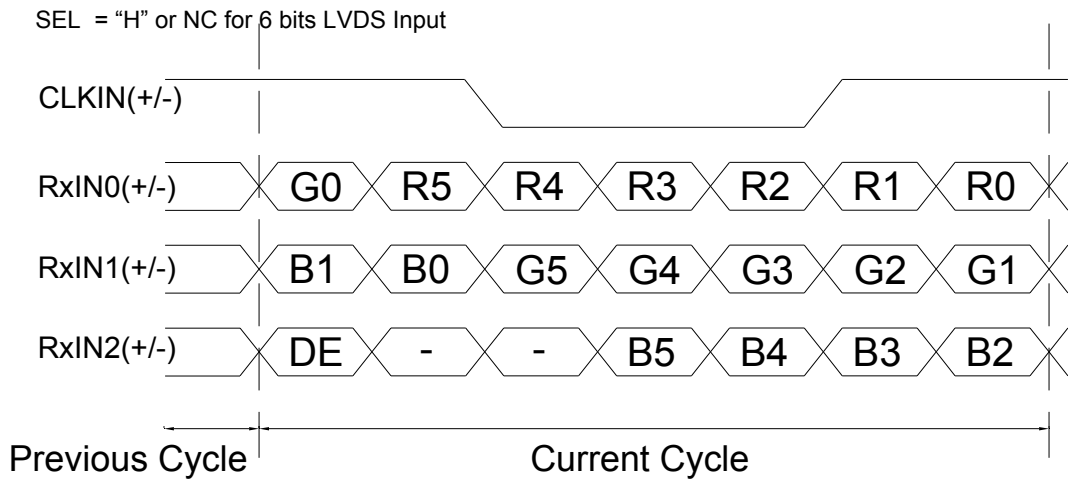 SEL = “H” or NC for 6 bits LVDS Input
CLKIN(+/-)
RxIN0(+/-) G0 R5 R4 R3 R2 R1 R0
RxIN1(+/-) B1 B0 G5 G4 G3 G2 G1
RxIN2(+/-) DE - - B5 B4 B3 B2
Previous Cycle Current Cycle